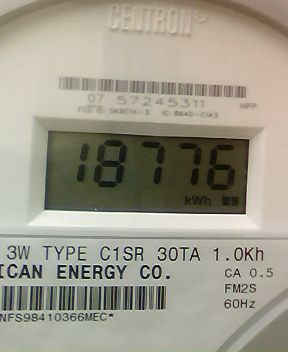 CENTRON®
07 57245311 HPP
18776
kWh
3W TYPE C1SR 30TA 1.0Kh
ICAN ENERGY CO. CA 0.5
FM2S
60Hz
NFS98410366MEC*